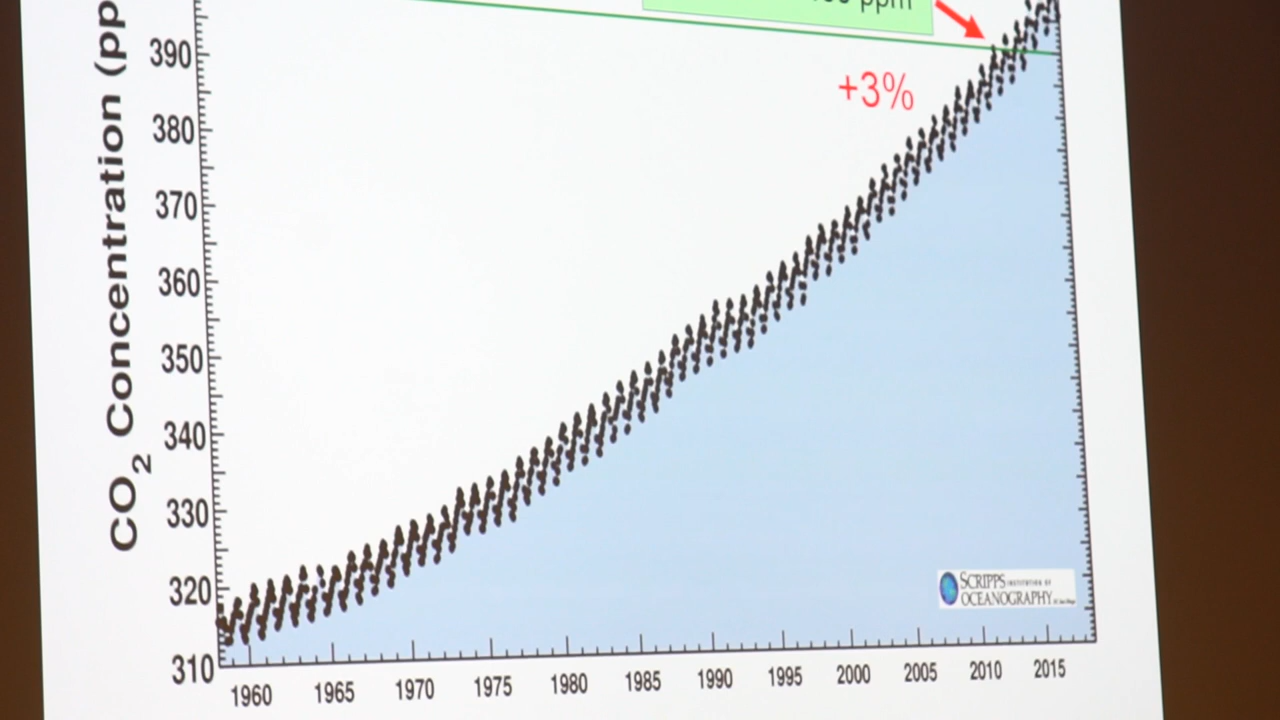 ppm
CO2 Concentration (pp
+3%
390
380
370
360
350
340
330
320
310
1960 1965 1970 1975 1980 1985 1990 1995 2000 2005 2010 2015
SCRIPPS INSTITUTION OF
OCEANOGRAPHY